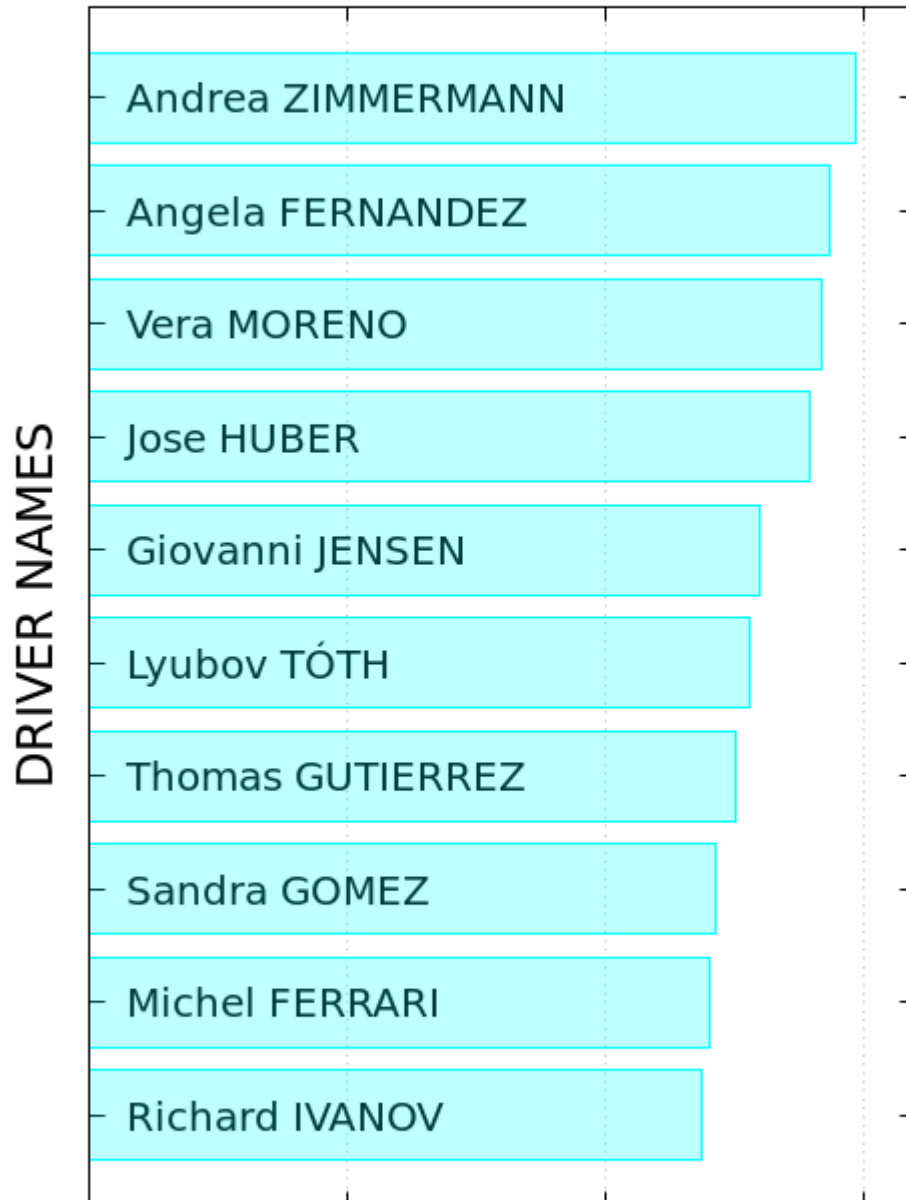 DRIVER NAMES
Andrea ZIMMERMANN
Angela FERNANDEZ
Vera MORENO
Jose HUBER
Giovanni JENSEN
Lyubov TÓTH
Thomas GUTIERREZ
Sandra GOMEZ
Michel FERRARI
Richard IVANOV